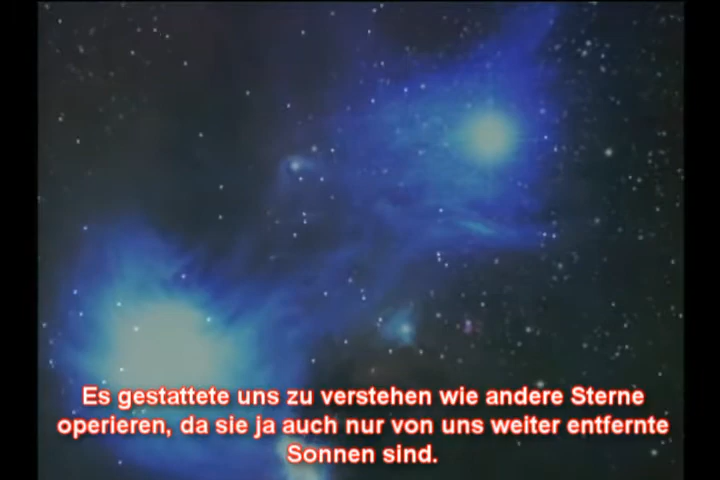 Es gestattete uns zu verstehen wie andere Sterne
operieren, da sie ja auch nur von uns weiter entfernte
Sonnen sind.